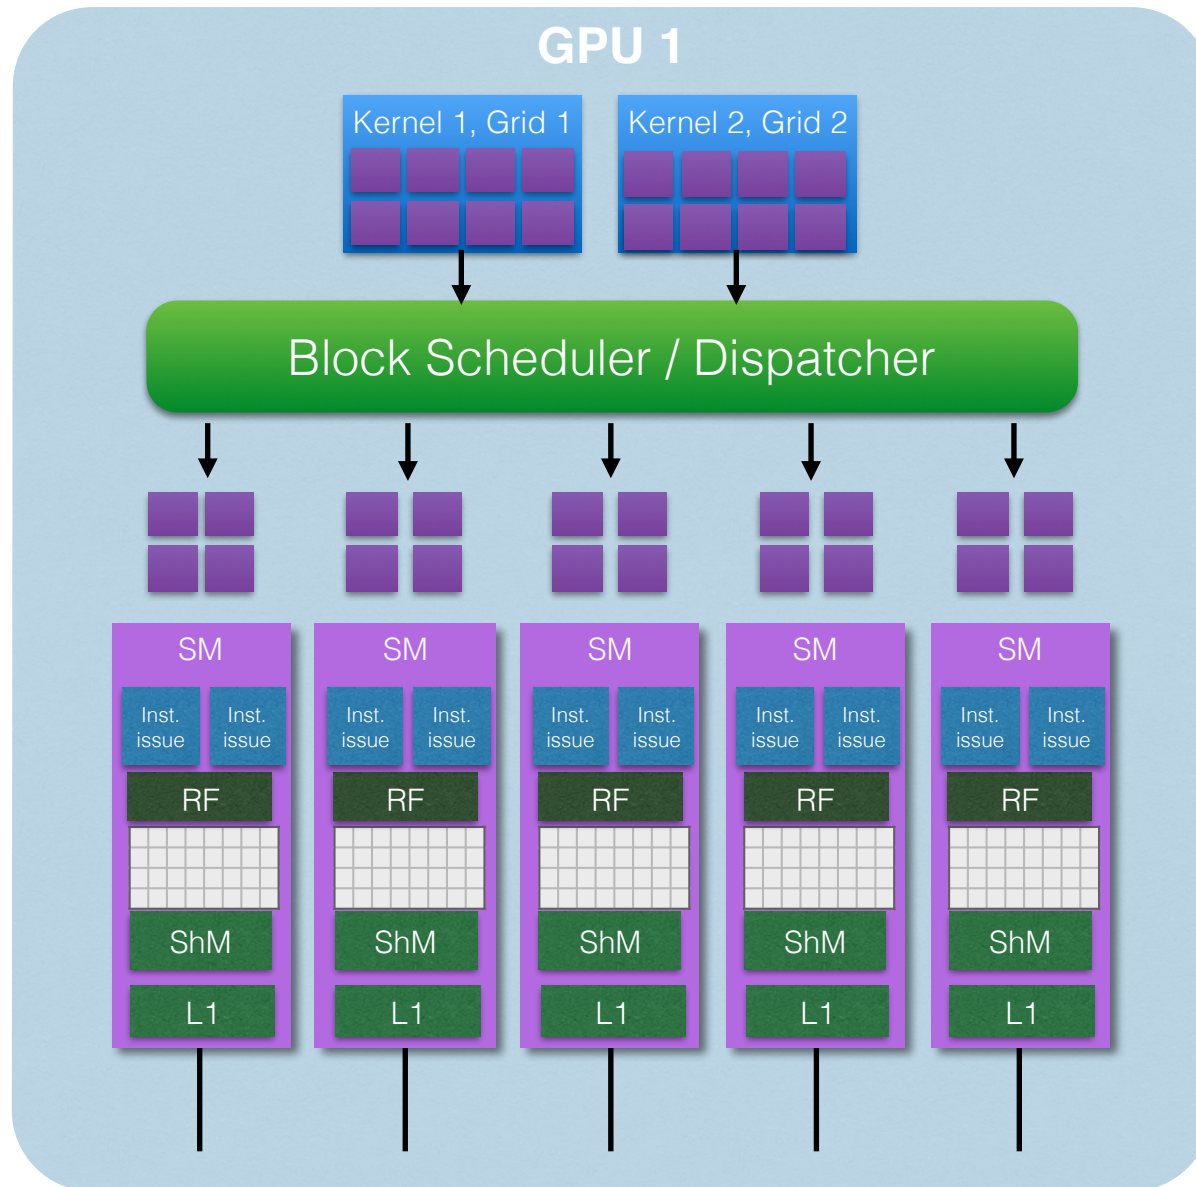 GPU 1
Kernel 1, Grid 1
Kernel 2, Grid 2
Block Scheduler / Dispatcher
SM
SM
SM
SM
SM
Inst.
issue
Inst.
issue
Inst.
issue
Inst.
issue
Inst.
issue
Inst.
issue
Inst.
issue
Inst.
issue
Inst.
issue
Inst.
issue
RF
RF
RF
RF
RF
ShM
ShM
ShM
ShM
ShM
L1
L1
L1
L1
L1